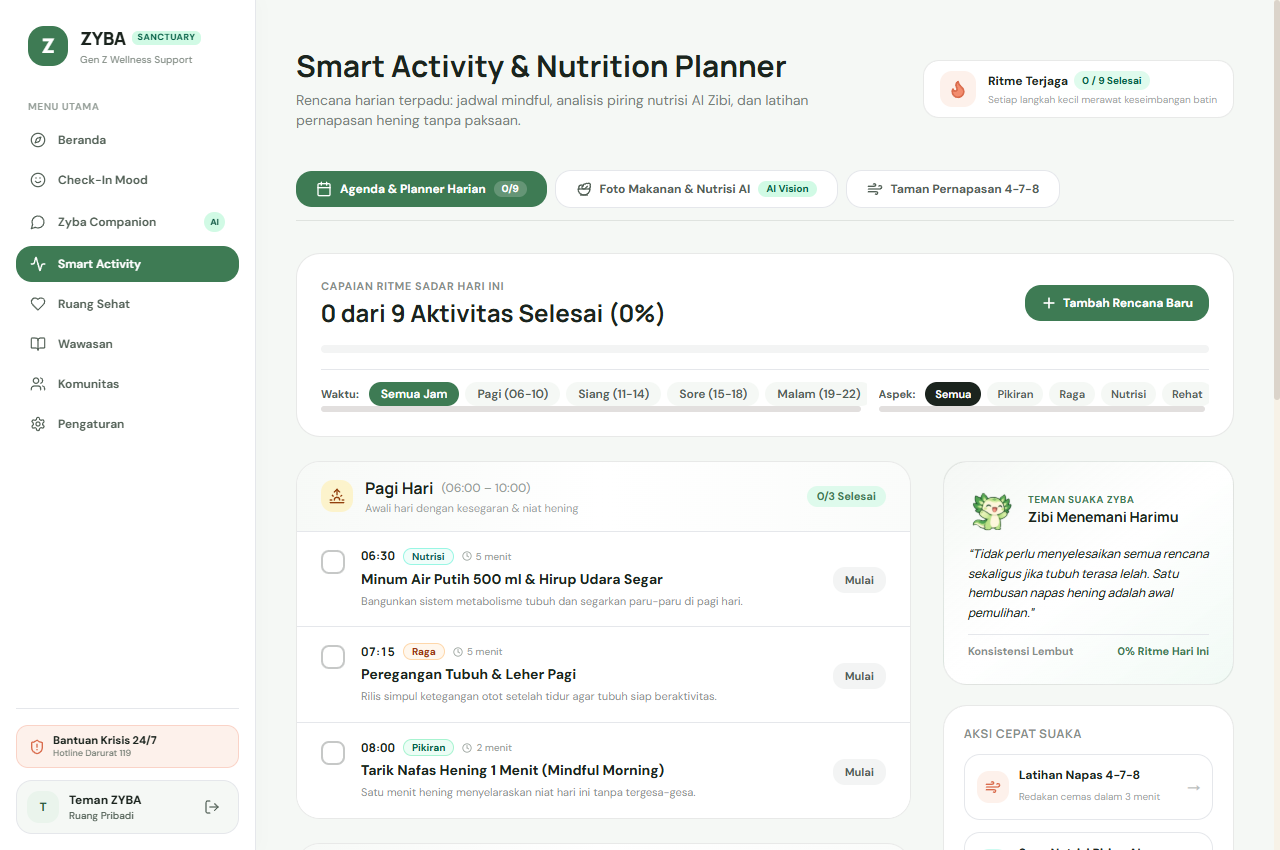 Z
ZYBA SANCTUARY
Gen Z Wellness Support
MENU UTAMA
Beranda
Check-In Mood
Zyba Companion AI
Smart Activity
Ruang Sehat
Wawasan
Komunitas
Pengaturan
Bantuan Krisis 24/7
Hotline Darurat 119
T
Teman ZYBA
Ruang Pribadi
Smart Activity & Nutrition Planner
Rencana harian terpadu: jadwal mindful, analisis piring nutrisi AI Zibi, dan latihan
pernapasan hening tanpa paksaan.
Ritme Terjaga 0 / 9 Selesai
Setiap langkah kecil merawat keseimbangan batin
Agenda & Planner Harian 0/9
Foto Makanan & Nutrisi AI AI Vision
Taman Pernapasan 4-7-8
CAPAIAN RITME SADAR HARI INI
0 dari 9 Aktivitas Selesai (0%)
Tambah Rencana Baru
Waktu: Semua Jam Pagi (06-10) Siang (11-14) Sore (15-18) Malam (19-22)
Aspek: Semua Pikiran Raga Nutrisi Rehat
Pagi Hari (06:00 – 10:00)
Awali hari dengan kesegaran & niat hening
0/3 Selesai
06:30 Nutrisi 5 menit
Minum Air Putih 500 ml & Hirup Udara Segar
Bangunkan sistem metabolisme tubuh dan segarkan paru-paru di pagi hari.
Mulai
07:15 Raga 5 menit
Peregangan Tubuh & Leher Pagi
Rilis simpul ketegangan otot setelah tidur agar tubuh siap beraktivitas.
Mulai
08:00 Pikiran 2 menit
Tarik Nafas Hening 1 Menit (Mindful Morning)
Satu menit hening menyelaraskan niat hari ini tanpa tergesa-gesa.
Mulai
TEMAN SUAKA ZYBA
Zibi Menemani Harimu
"Tidak perlu menyelesaikan semua rencana
sekaligus jika tubuh terasa lelah. Satu
hembusan napas hening adalah awal
pemulihan."
Konsistensi Lembut 0% Ritme Hari Ini
AKSI CEPAT SUAKA
Latihan Napas 4-7-8
Redakan cemas dalam 3 menit
→